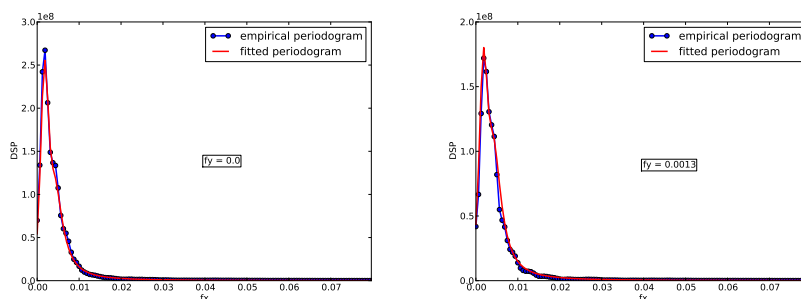 3.0 1e8
2.5
2.0
1.5
1.0
0.5
0.0
DSP
empirical periodogram
fitted periodogram
fy = 0.0
0.00 0.01 0.02 0.03 0.04 0.05 0.06 0.07
fx
2.0 1e8
1.5
1.0
0.5
0.0
DSP
empirical periodogram
fitted periodogram
fy = 0.0013
0.00 0.01 0.02 0.03 0.04 0.05 0.06 0.07
fx